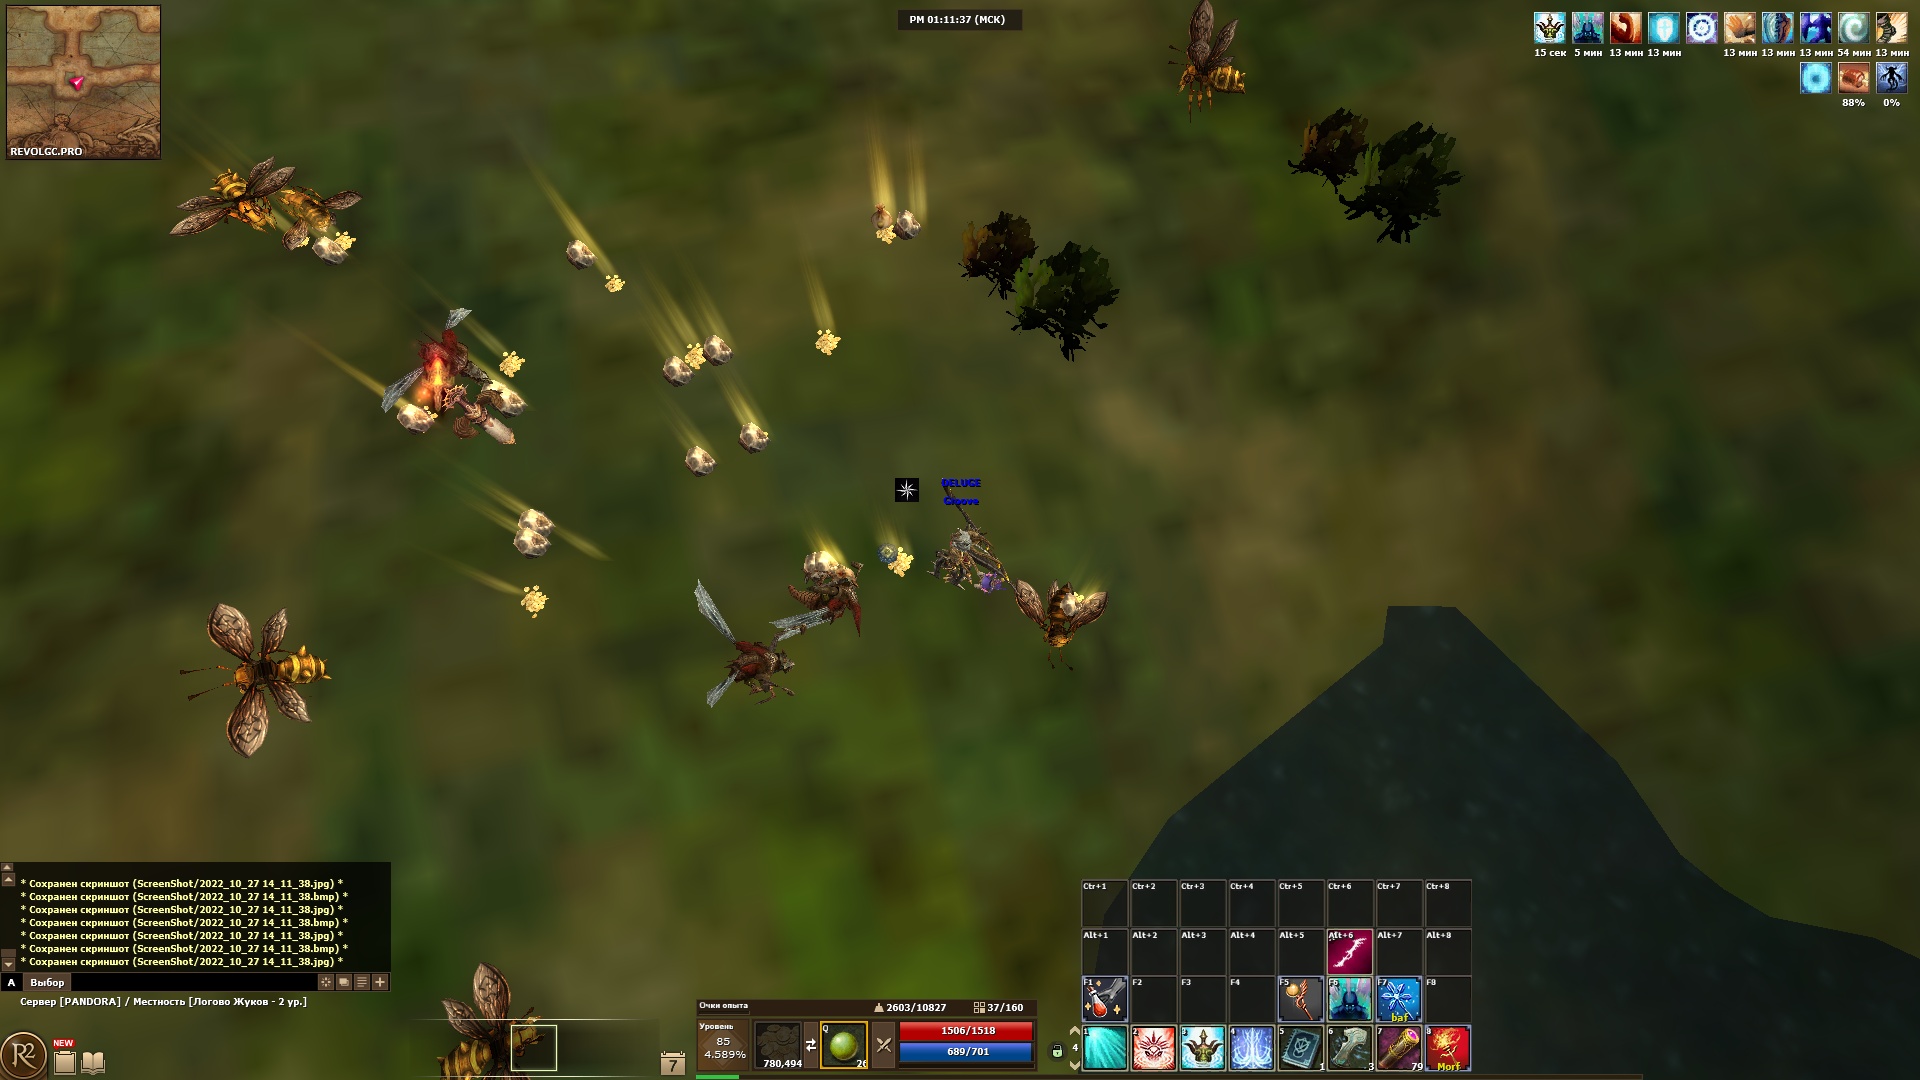 PM 01:11:37 (МСК)
REVOLGC.PRO
15 сек 5 мин 13 мин 13 мин 13 мин 13 мин 13 мин 54 мин 13 мин
88% 0%
DELUGE
Groove
* Сохранен скриншот (ScreenShot/2022_10_27 14_11_38.jpg) *
* Сохранен скриншот (ScreenShot/2022_10_27 14_11_38.bmp) *
* Сохранен скриншот (ScreenShot/2022_10_27 14_11_38.jpg) *
* Сохранен скриншот (ScreenShot/2022_10_27 14_11_38.bmp) *
* Сохранен скриншот (ScreenShot/2022_10_27 14_11_38.jpg) *
* Сохранен скриншот (ScreenShot/2022_10_27 14_11_38.bmp) *
* Сохранен скриншот (ScreenShot/2022_10_27 14_11_38.jpg) *
A Выбор
Сервер [PANDORA] / Местность [Логово Жуков - 2 ур.]
R2
NEW
7
Очки опыта
2603/10827 37/160
Уровень
85
4.589%
780,494
Q
26
1506/1518
689/701
4
Ctr+1 Ctr+2 Ctr+3 Ctr+4 Ctr+5 Ctr+6 Ctr+7 Ctr+8
Alt+1 Alt+2 Alt+3 Alt+4 Alt+5 Alt+6 Alt+7 Alt+8
F1 F2 F3 F4 F5 F6 F7 F8
baf
1 2 3 4 5 6 7 8
1 3 79 Morf